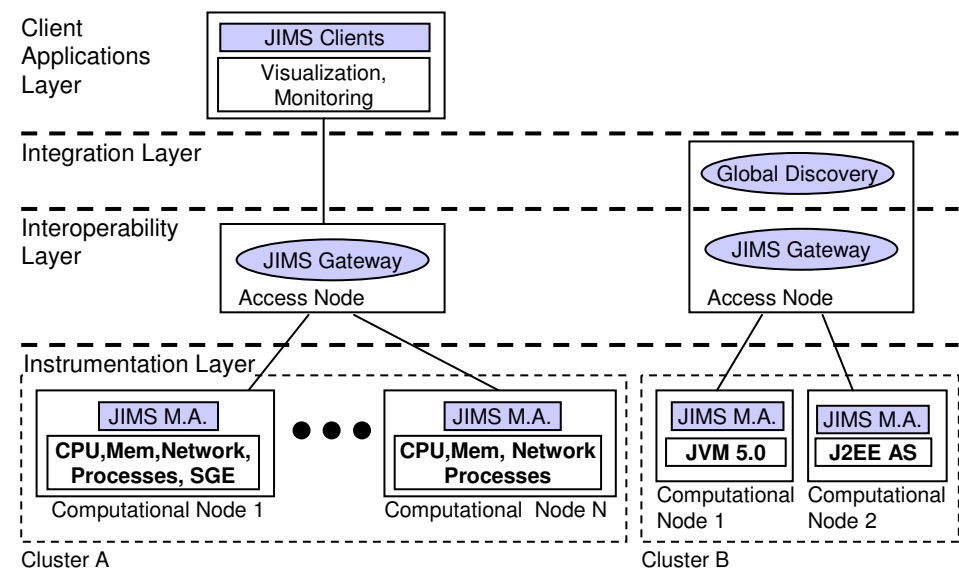 Client
Applications
Layer
JIMS Clients
Visualization,
Monitoring
Integration Layer
Global Discovery
Interoperability
Layer
JIMS Gateway
Access Node
JIMS Gateway
Access Node
Instrumentation Layer
JIMS M.A.
CPU,Mem,Network,
Processes, SGE
Computational Node 1
JIMS M.A.
CPU,Mem, Network
Processes
Computational Node N
JIMS M.A.
JVM 5.0
Computational
Node 1
JIMS M.A.
J2EE AS
Computational
Node 2
Cluster A
Cluster B